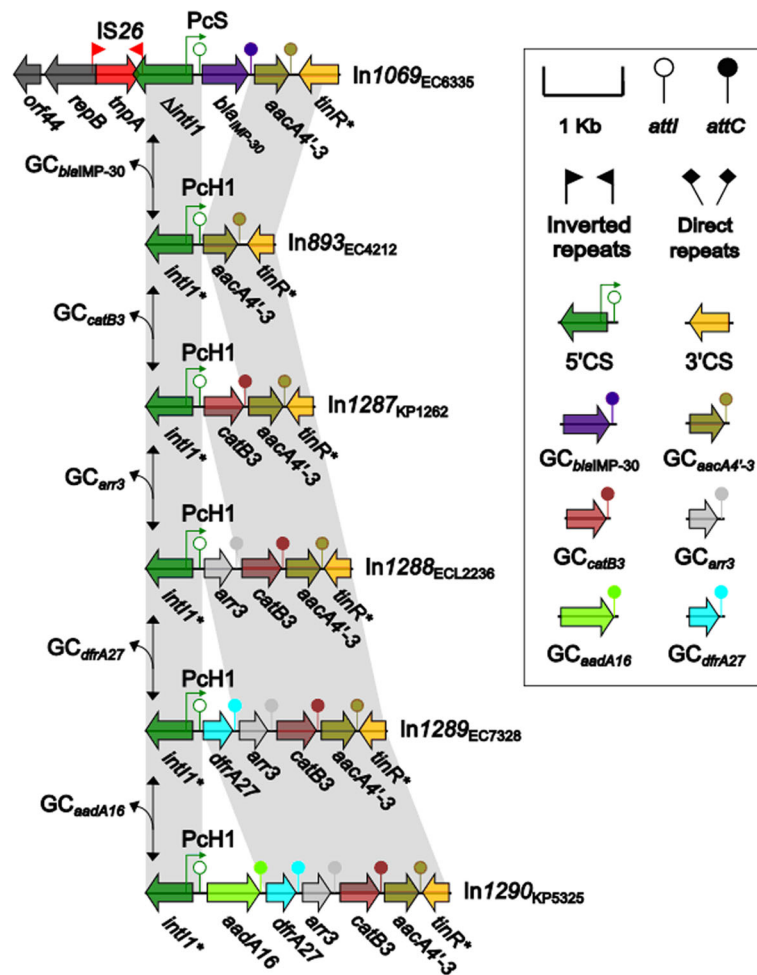 IS26
PcS
In1069EC6335
orf44
repB
tnpA
ΔintI1
blaIMP-30
aacA4'-3
tinR*
GCblaIMP-30
PcH1
In893EC4212
intI1*
aacA4'-3
tinR*
GCcatB3
PcH1
In1287KP1262
intI1*
catB3
aacA4'-3
tinR*
GCarr3
PcH1
In1288ECL2236
intI1*
arr3
catB3
aacA4'-3
tinR*
GCdfrA27
PcH1
In1289EC7328
intI1*
dfrA27
arr3
catB3
aacA4'-3
tinR*
GCaadA16
PcH1
In1290KP5325
intI1*
aadA16
dfrA27
arr3
catB3
aacA4'-3
tinR*
1 Kb
attI
attC
Inverted
repeats
Direct
repeats
5'CS
3'CS
GCblaIMP-30
GCaacA4'-3
GCcatB3
GCarr3
GCaadA16
GCdfrA27